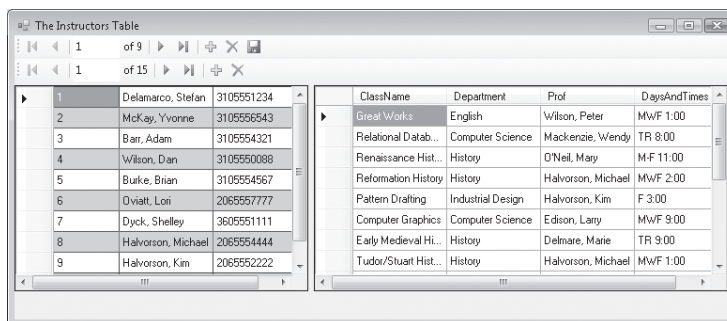 The Instructors Table
1 of 9
1 of 15
1 Delamarco, Stefan 3105551234
2 McKay, Yvonne 3105556543
3 Barr, Adam 3105554321
4 Wilson, Dan 3105550088
5 Burke, Brian 3105554567
6 Oviatt, Lori 2065557777
7 Dyck, Shelley 3605551111
8 Halvorson, Michael 2065554444
9 Halvorson, Kim 2065552222
ClassName Department Prof DaysAndTimes
Great Works English Wilson, Peter MWF 1:00
Relational Datab... Computer Science Mackenzie, Wendy TR 8:00
Renaissance Hist... History O'Neil, Mary M-F 11:00
Reformation History History Halvorson, Michael MWF 2:00
Pattern Drafting Industrial Design Halvorson, Kim F 3:00
Computer Graphics Computer Science Edison, Larry MWF 9:00
Early Medieval Hi... History Delmare, Marie TR 9:00
Tudor/Stuart Hist... History Halvorson, Michael MWF 1:00